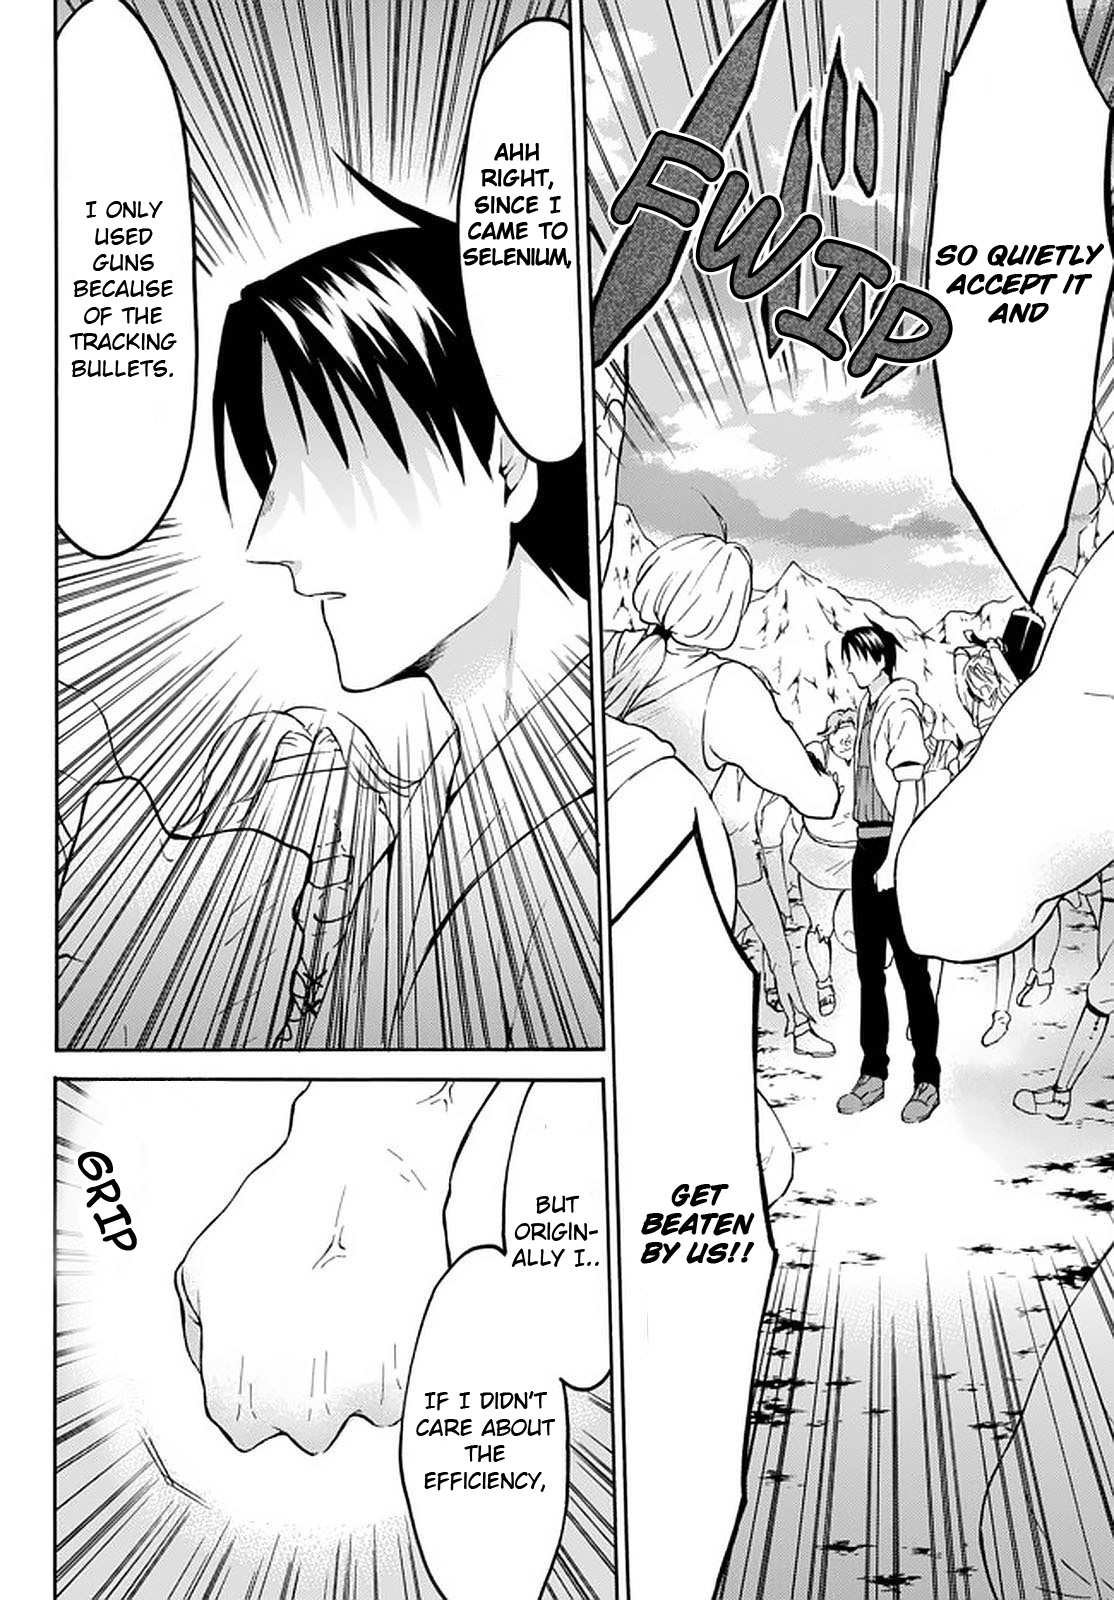 SO QUIETLY
ACCEPT IT
AND
FWIP
GET
BEATEN
BY US!!
AHH
RIGHT,
SINCE I
CAME TO
SELENIUM,
I ONLY
USED
GUNS
BECAUSE
OF THE
TRACKING
BULLETS.
BUT
ORIGIN-
ALLY I..
GRIP
IF I DIDN'T
CARE ABOUT
THE
EFFICIENCY,